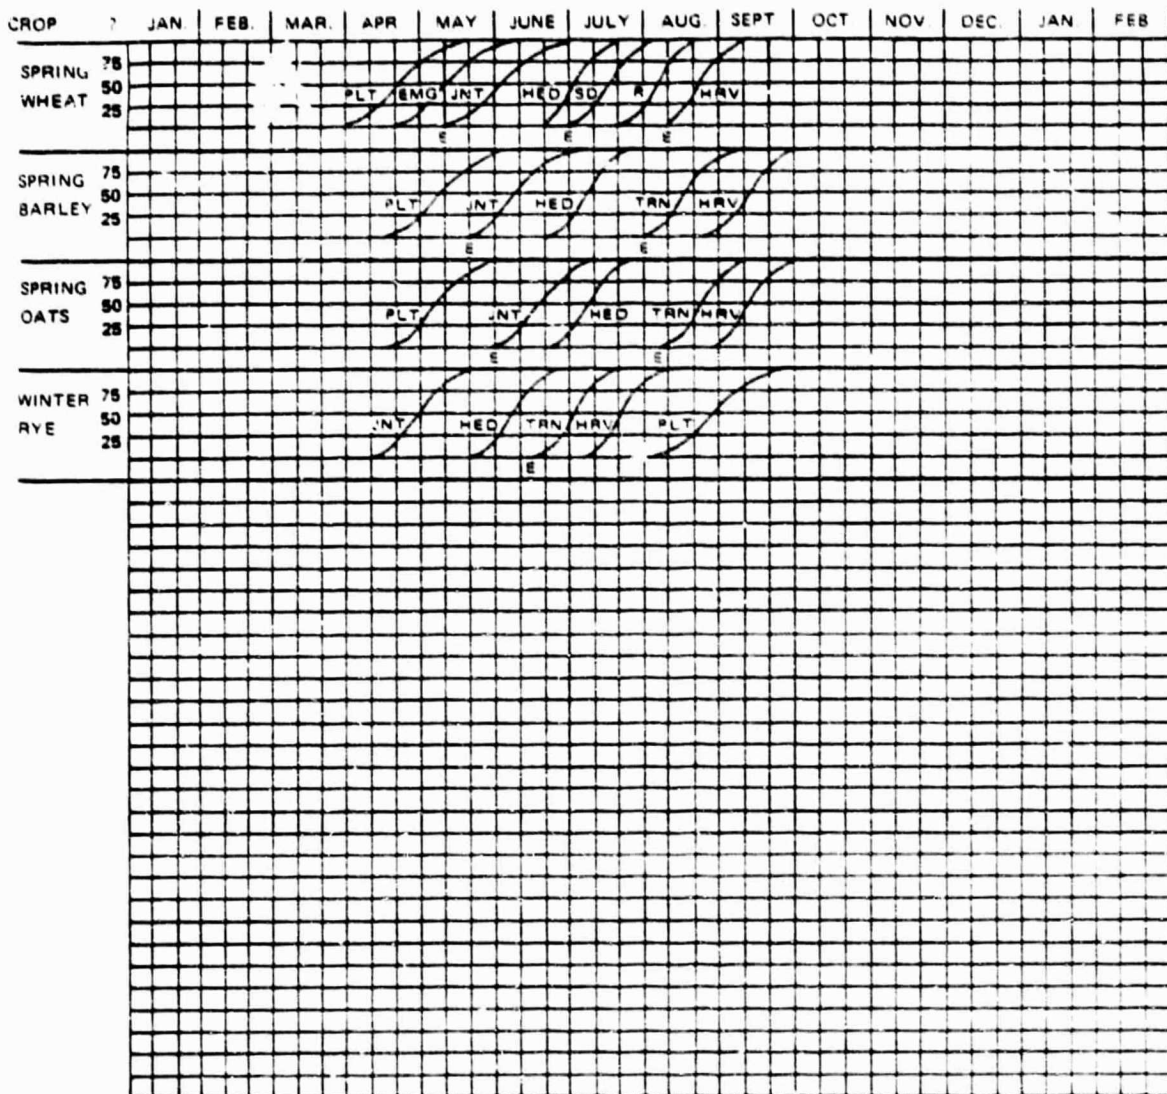 CROP ? JAN. FEB. MAR. APR MAY JUNE JULY AUG. SEPT OCT NOV. DEC. JAN. FEB
SPRING WHEAT 75 50 25 PLT EMG JNT HED SD R HRV
E E E
SPRING BARLEY 75 50 25 PLT JNT HED TRN HRV
E E
SPRING OATS 75 50 25 PLT JNT HED TRN HRV
E E
WINTER RYE 75 50 25 JNT HED TRN HRV PLT
E